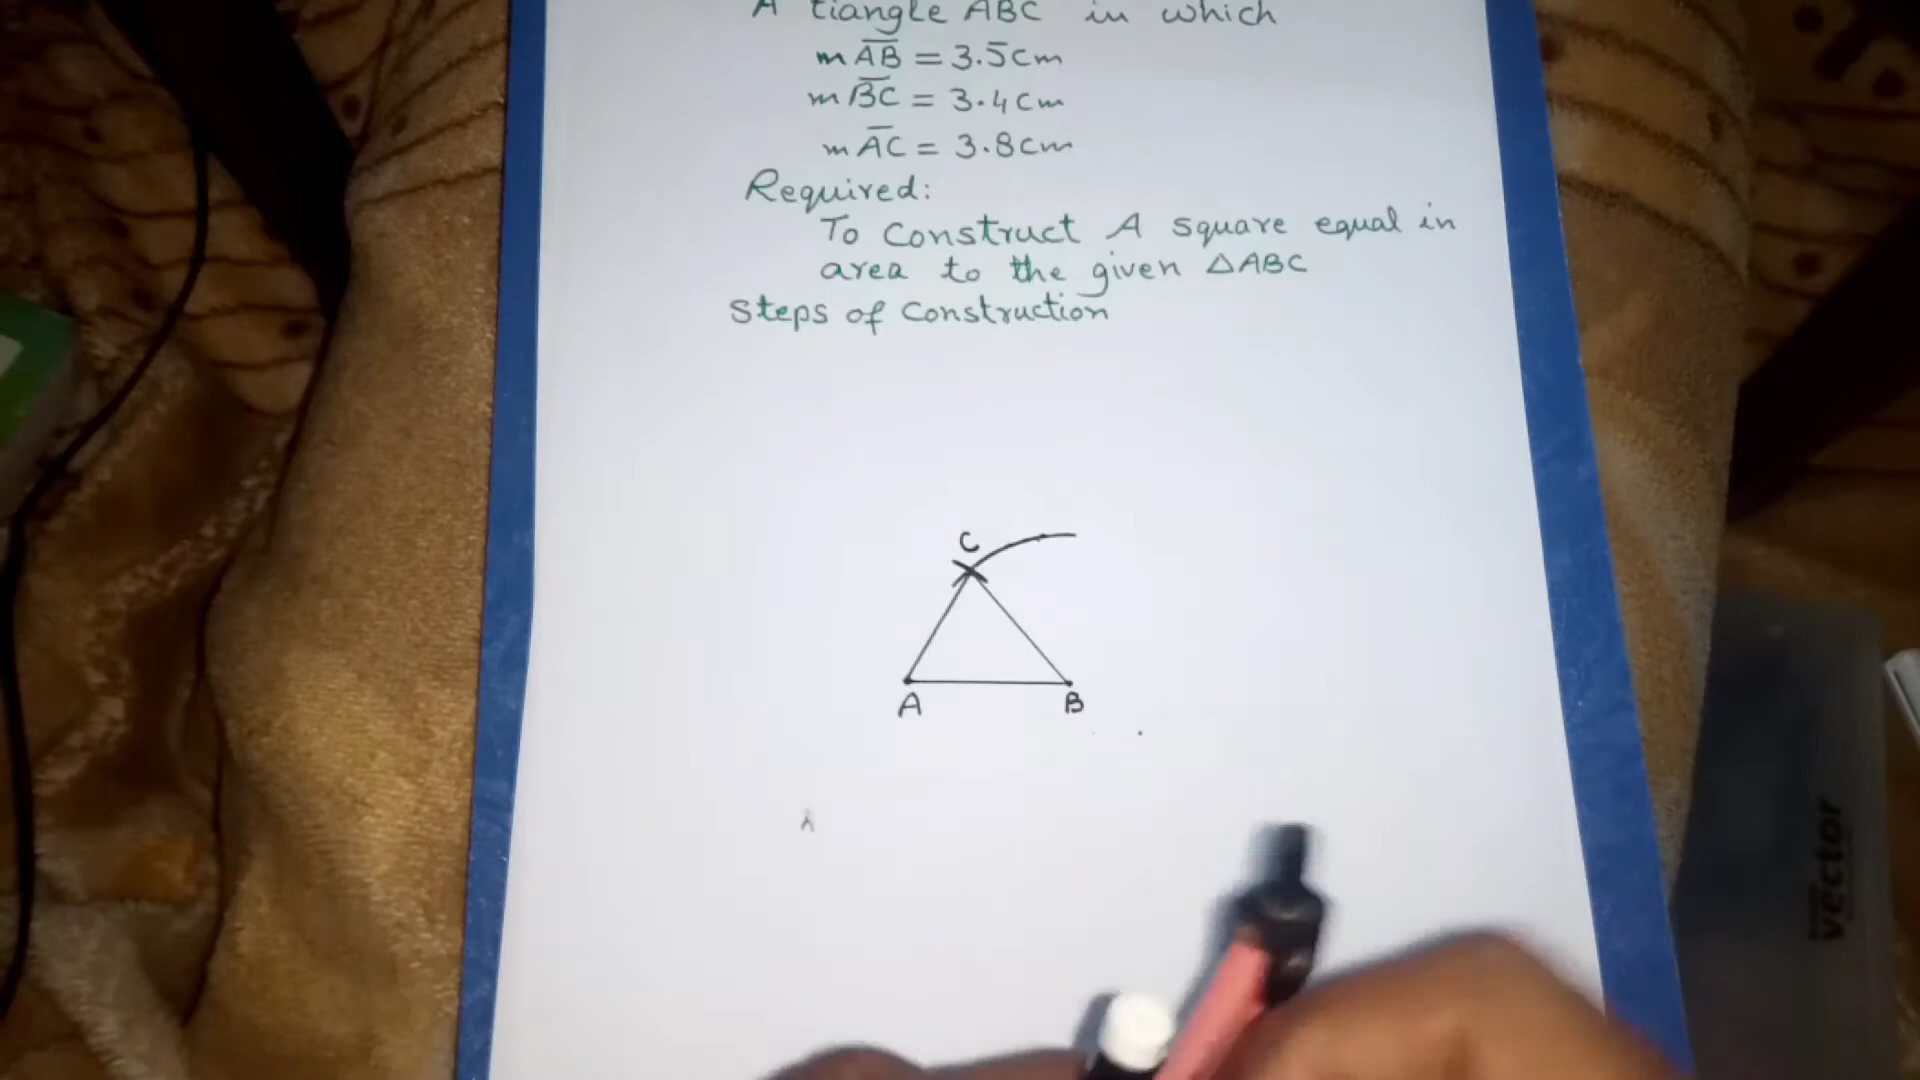 A tiangle ABC in which
mAB = 3.5cm
mBC = 3.4cm
mAC = 3.8cm
Required:
To Construct A square equal in
area to the given △ABC
Steps of Construction
C
A
B
vector